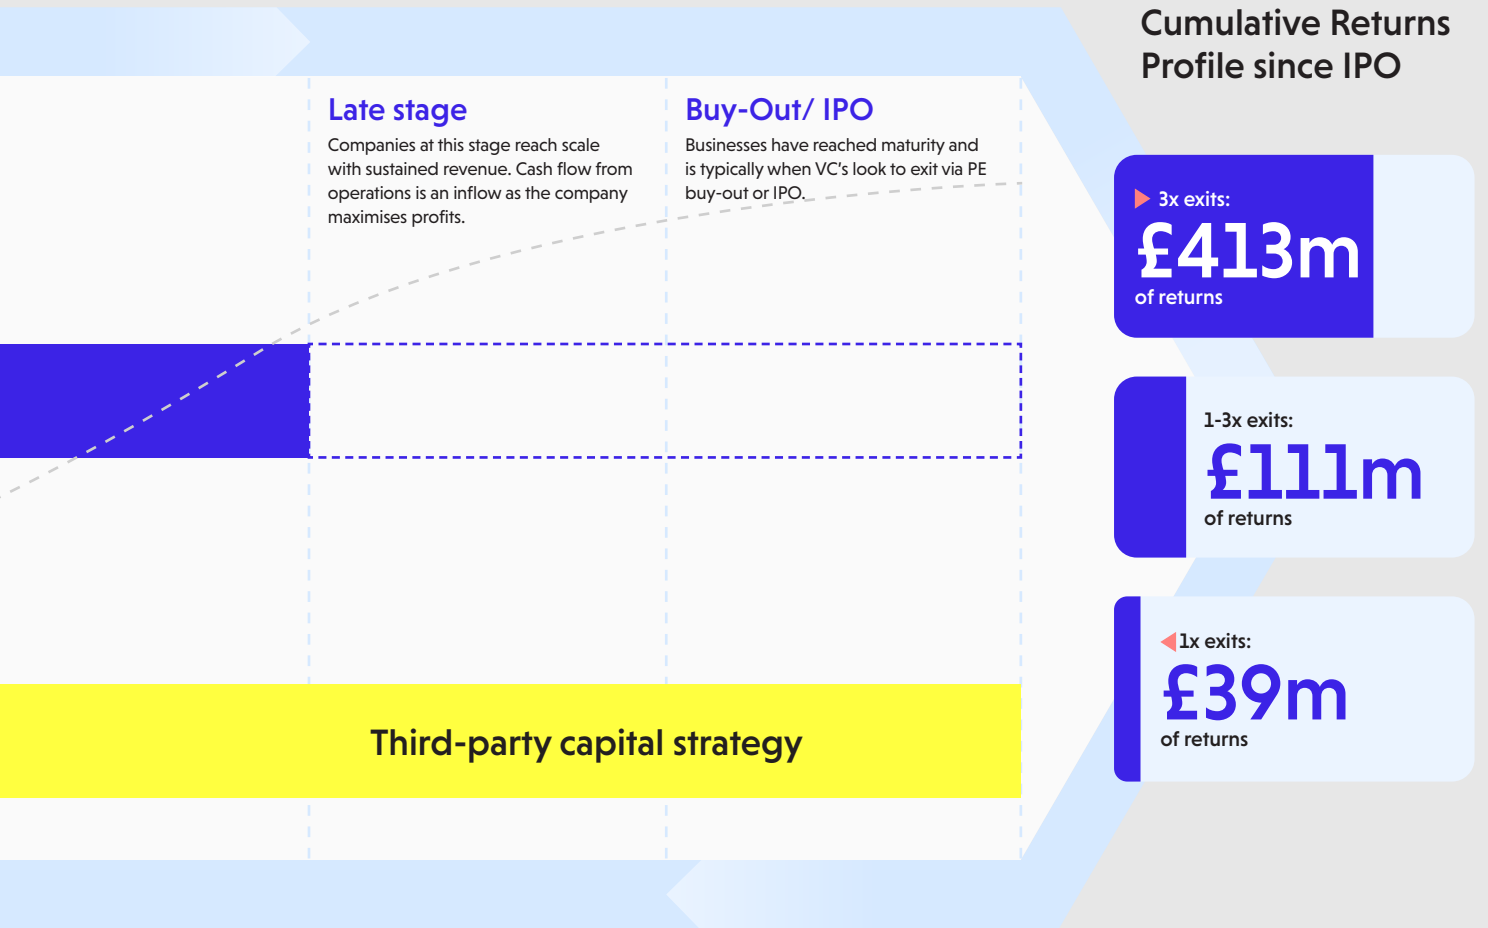 Cumulative Returns
Profile since IPO
Late stage
Companies at this stage reach scale
with sustained revenue. Cash flow from
operations is an inflow as the company
maximises profits.
Buy-Out/ IPO
Businesses have reached maturity and
is typically when VC's look to exit via PE
buy-out or IPO.
3x exits:
£413m
of returns
1-3x exits:
£111m
of returns
1x exits:
£39m
of returns
Third-party capital strategy